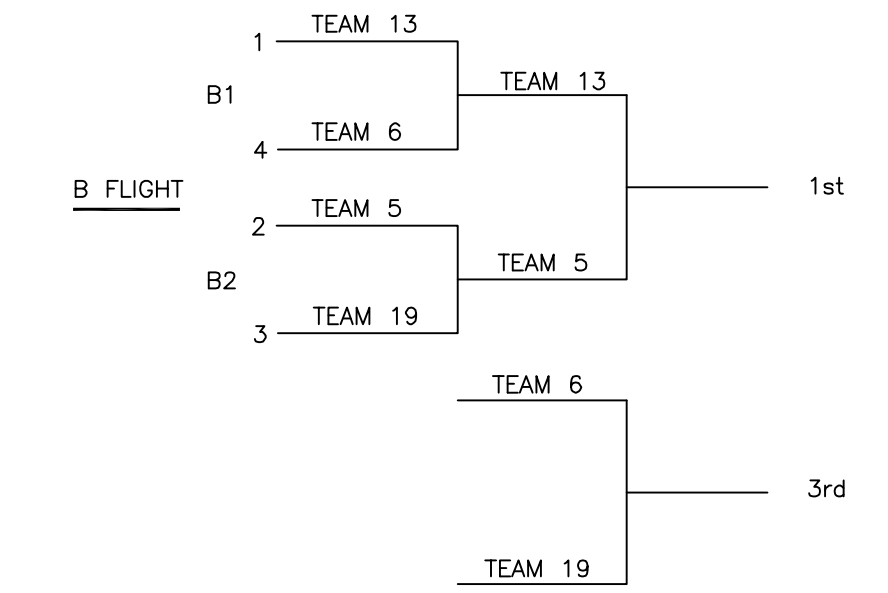 TEAM 13
1
TEAM 13
B1
TEAM 6
4
B FLIGHT
1st
TEAM 5
2
TEAM 5
B2
TEAM 19
3
TEAM 6
3rd
TEAM 19